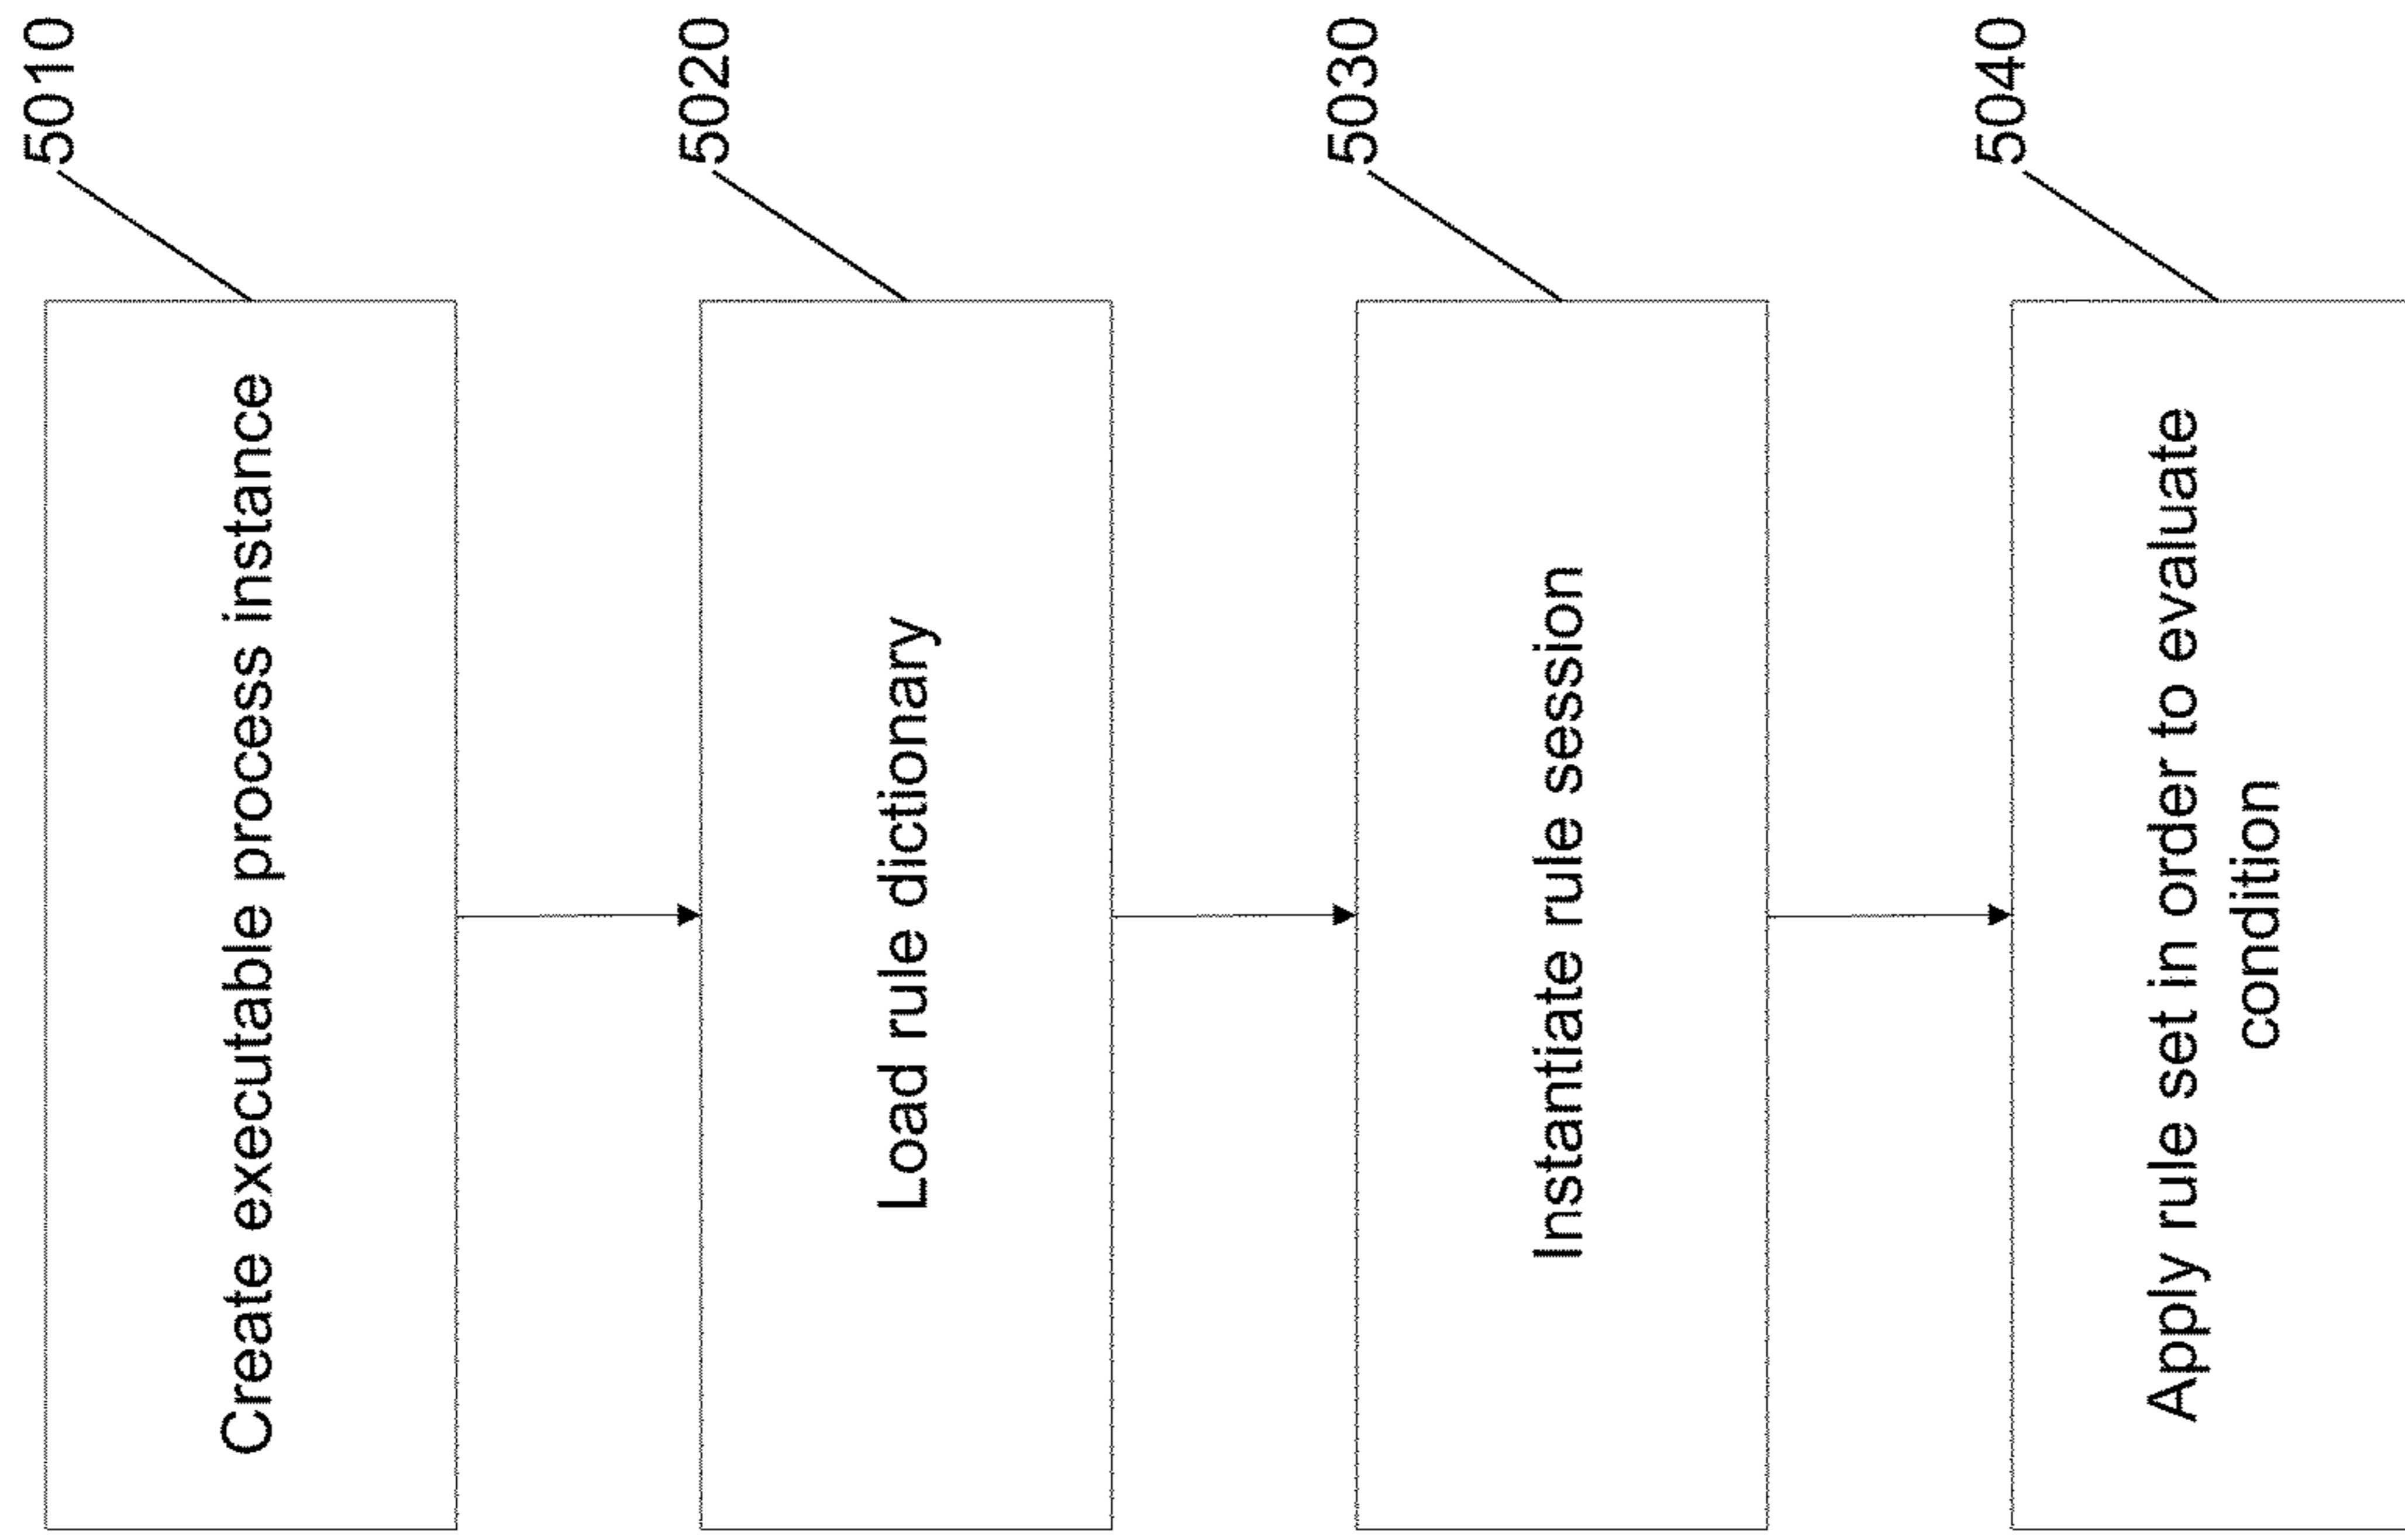 5010
Create executable process instance
5020
Load rule dictionary
5030
Instantiate rule session
5040
Apply rule set in order to evaluate
condition